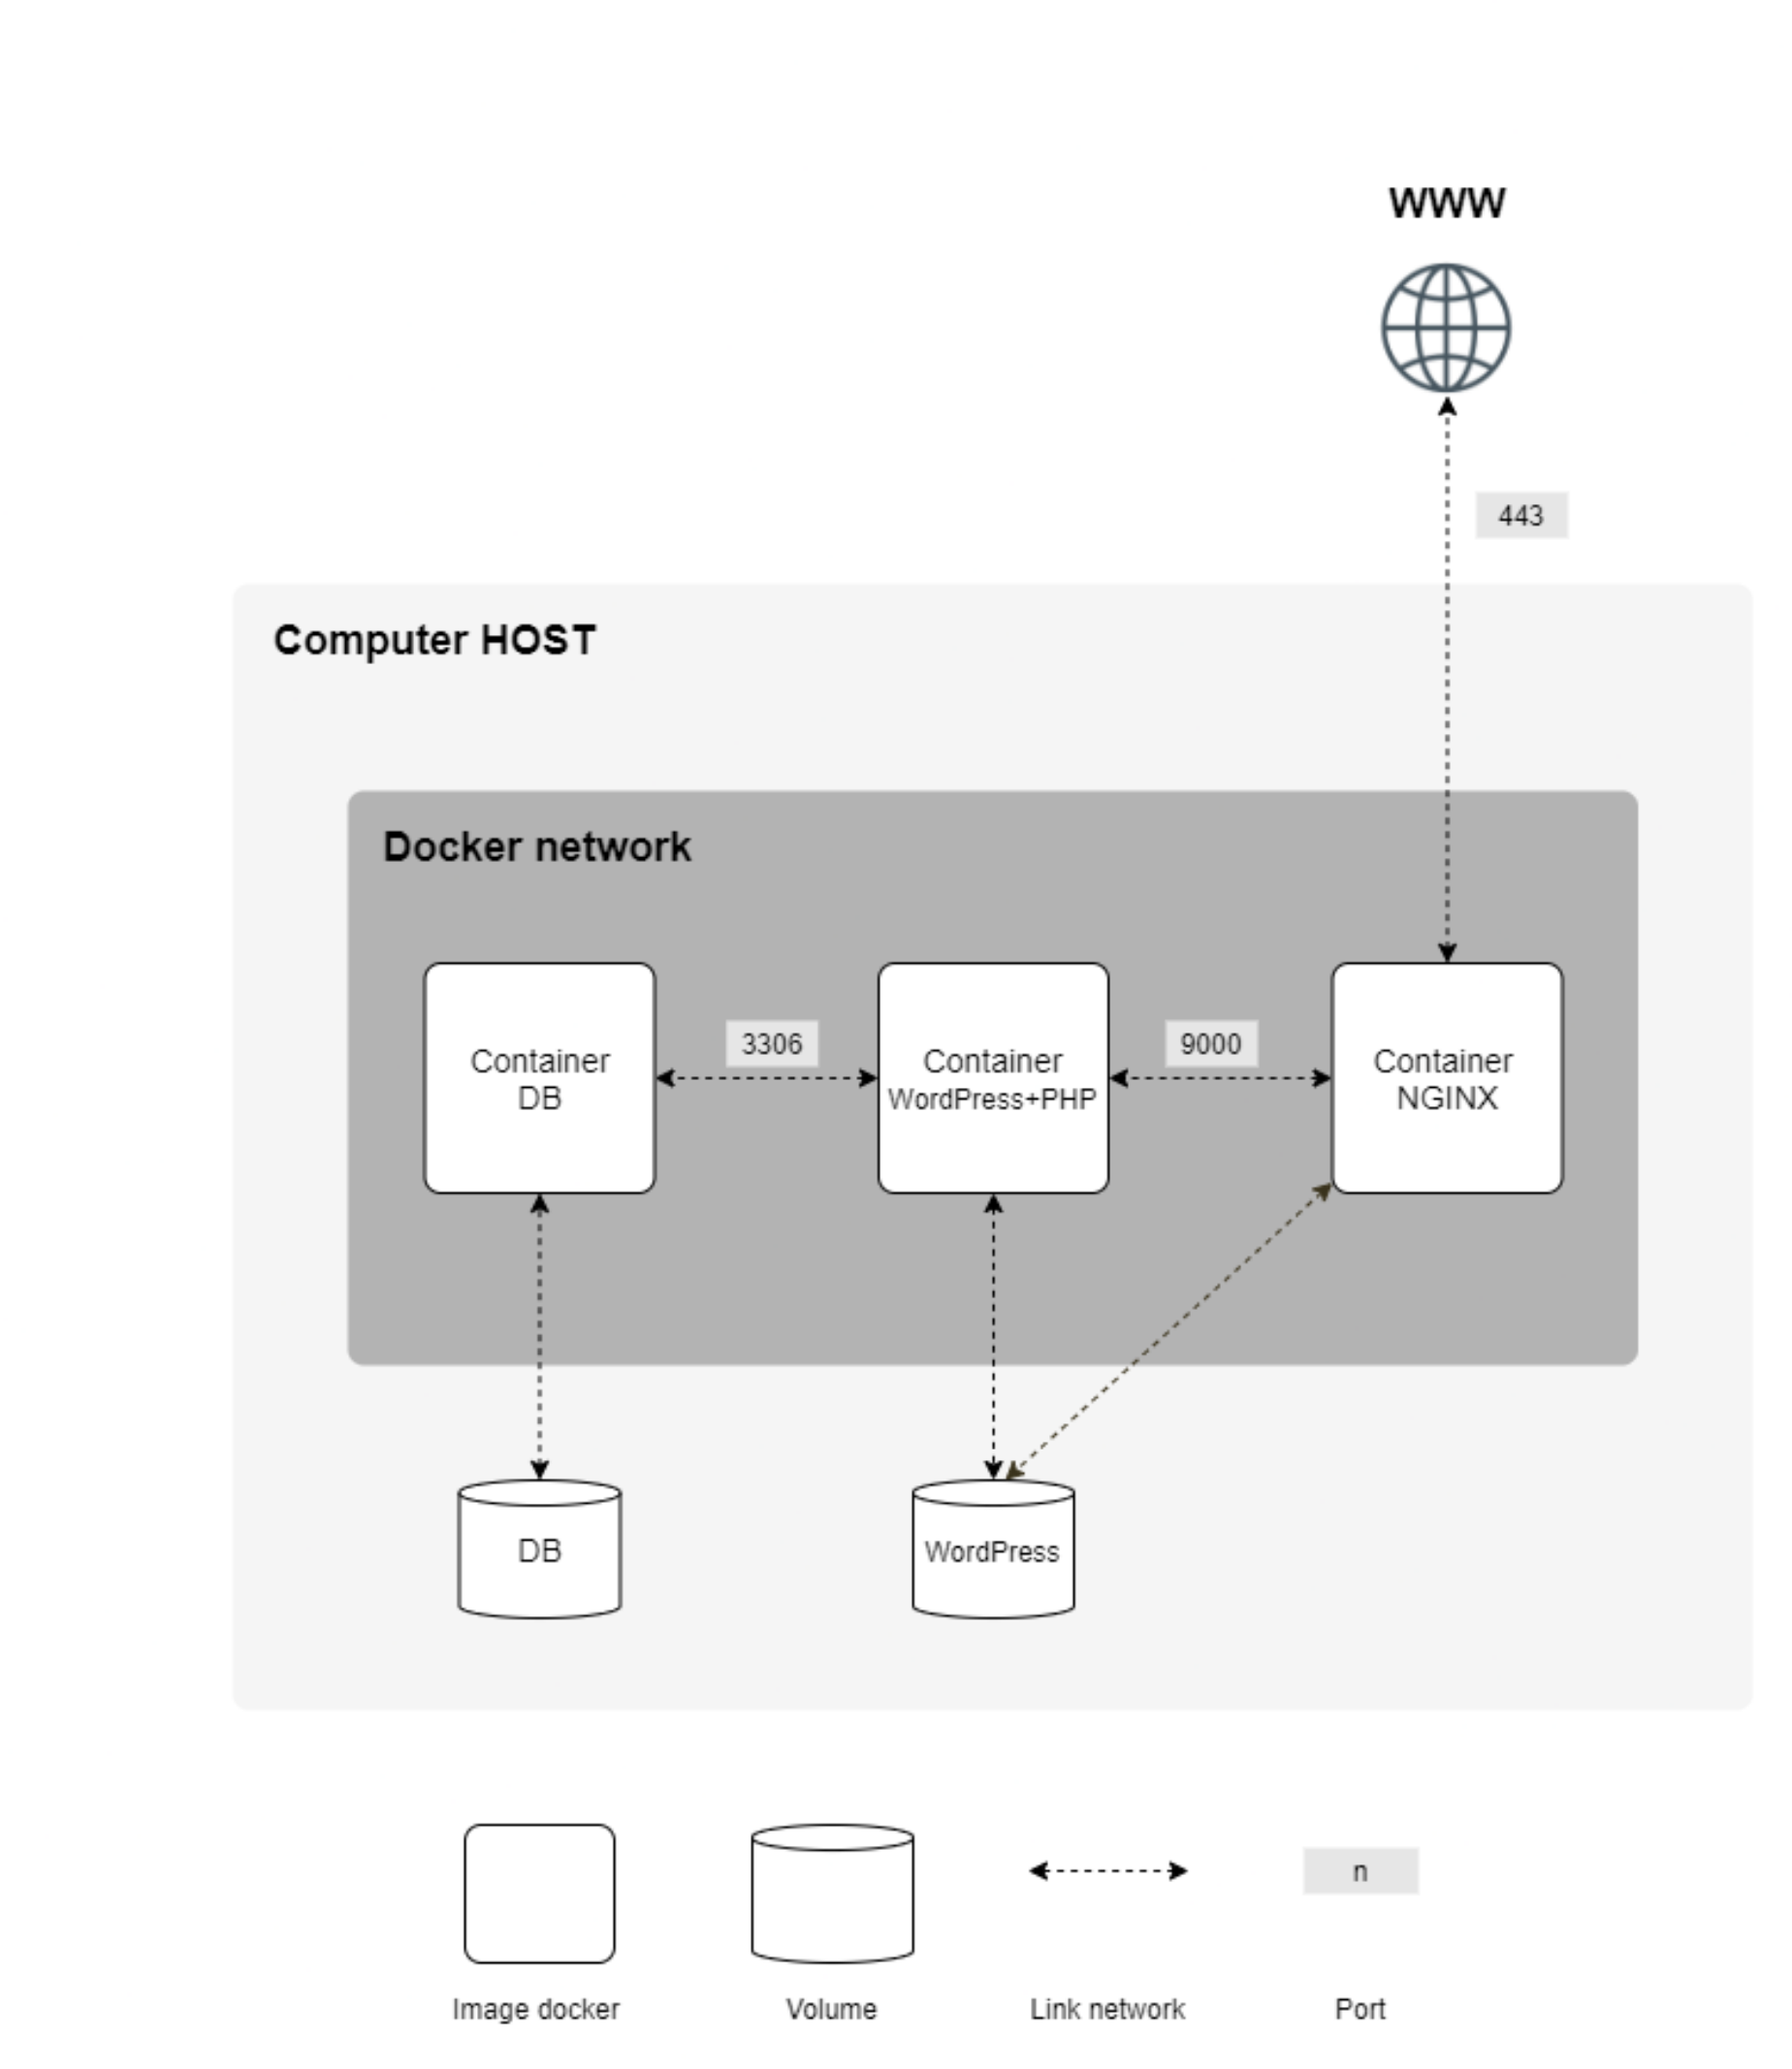 WWW
443
Computer HOST
Docker network
Container
DB
3306
Container
WordPress+PHP
9000
Container
NGINX
DB
WordPress
n
Image docker
Volume
Link network
Port